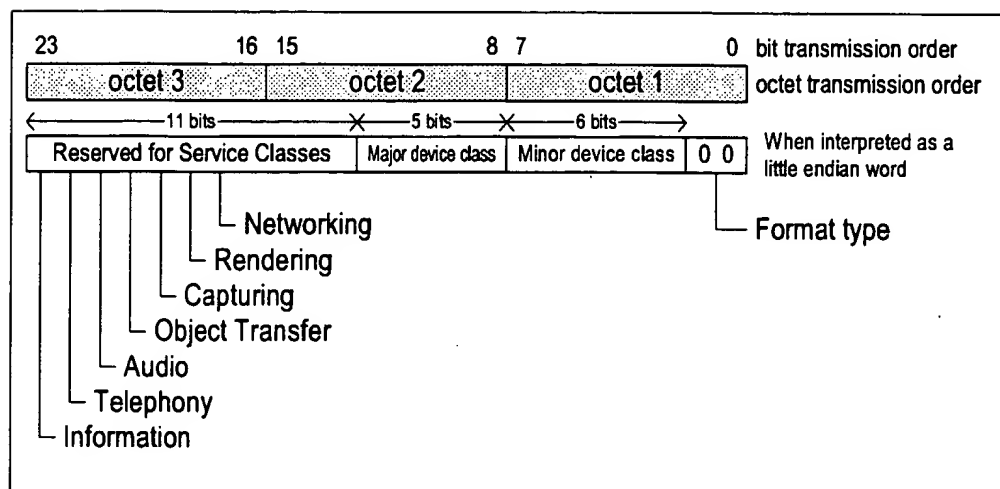 23 16 15 8 7 0 bit transmission order
octet 3 octet 2 octet 1 octet transmission order
11 bits 5 bits 6 bits
Reserved for Service Classes Major device class Minor device class 0 0 When interpreted as a
little endian word
Networking Format type
Rendering
Capturing
Object Transfer
Audio
Telephony
Information